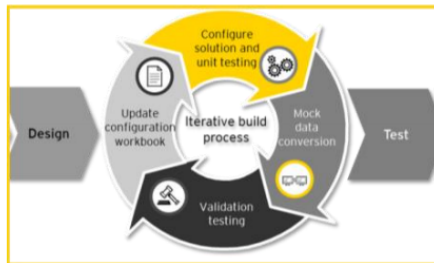 Configure
solution and
unit testing
Design
Update
configuration
workbook
Iterative build
process
Mock
data
conversion
Test
Validation
testing